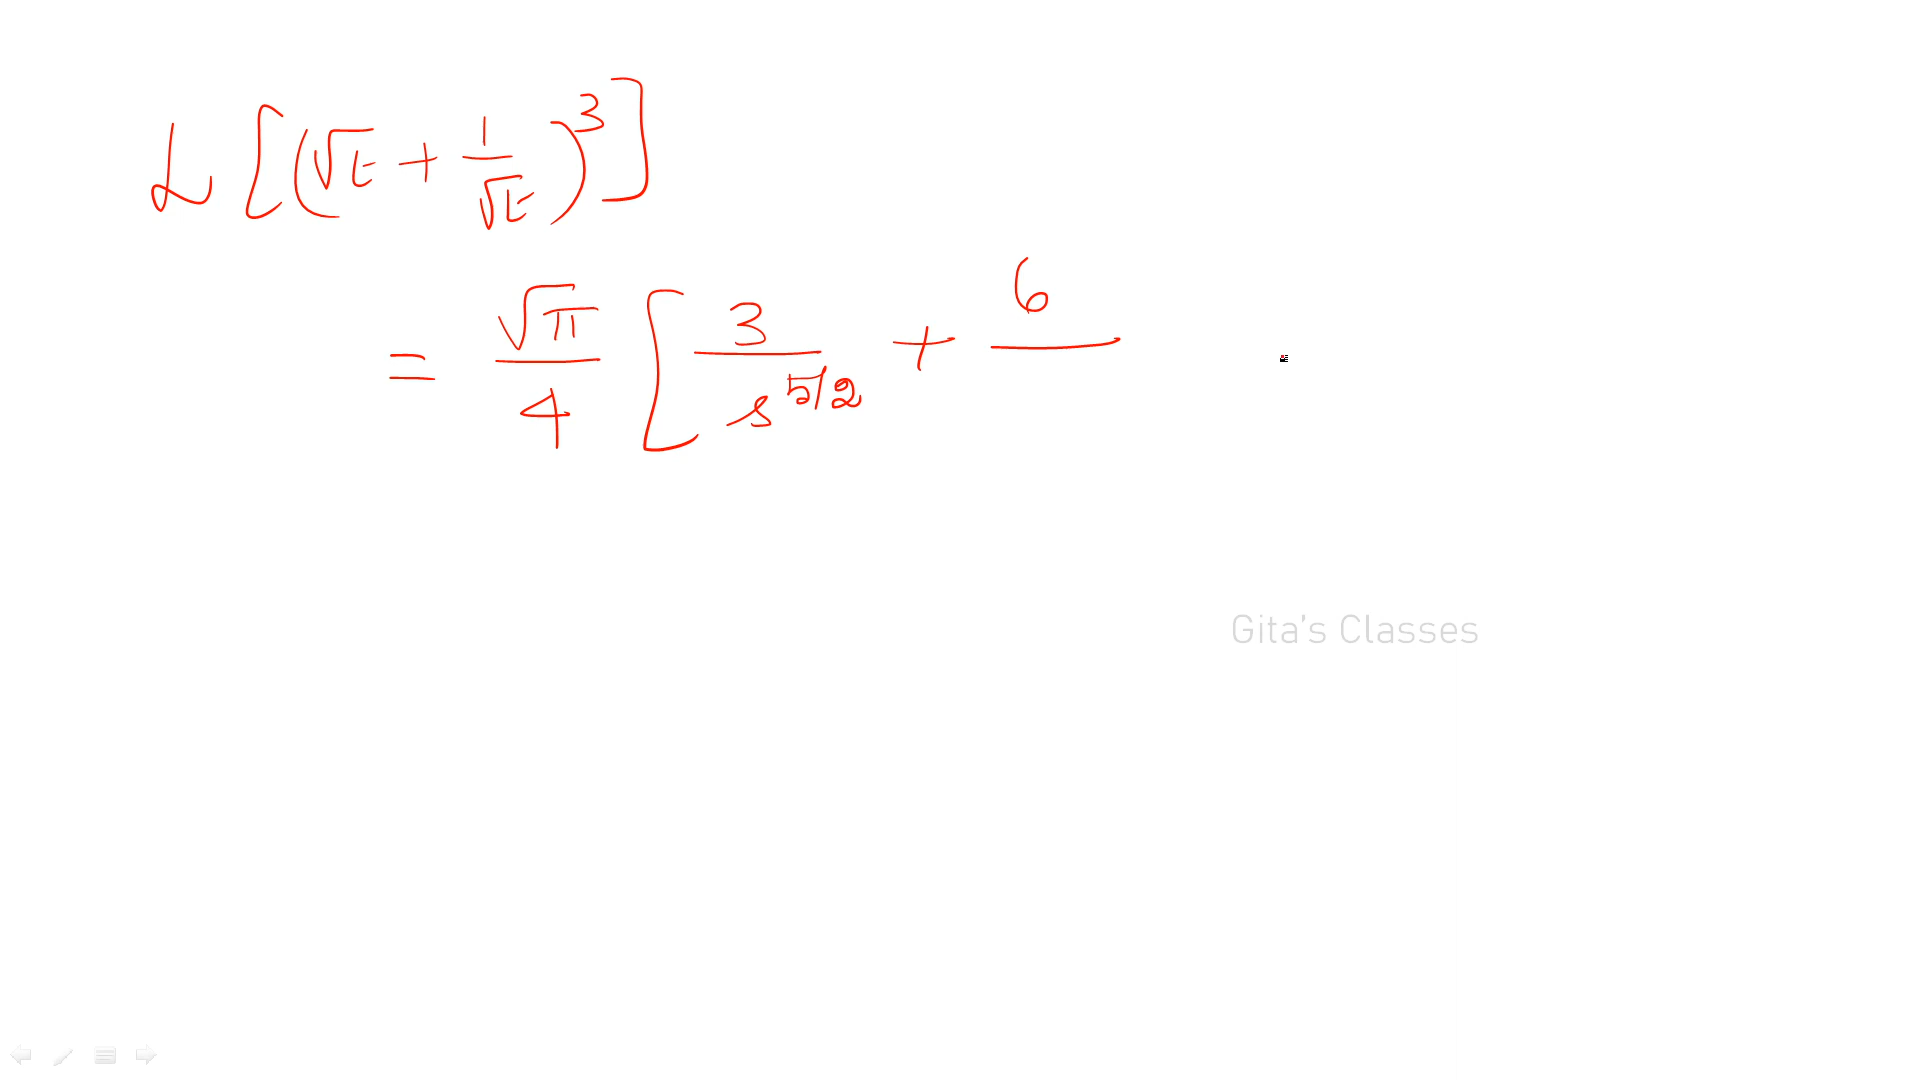 L[(√t + 1/√t)^3]
= √π/4 [3/s^5/2 + 6/
Gita's Classes